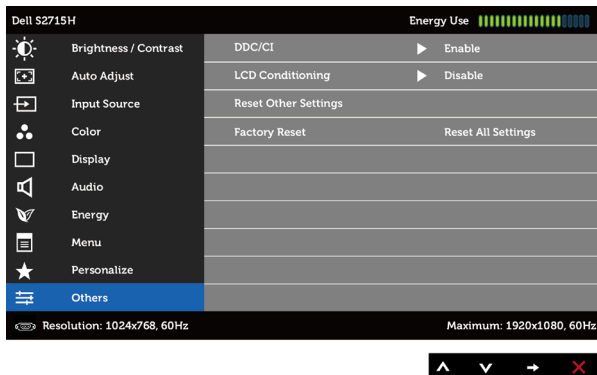 Dell S2715H Energy Use
Brightness / Contrast DDC/CI Enable
Auto Adjust LCD Conditioning Disable
Input Source Reset Other Settings
Color Factory Reset Reset All Settings
Display
Audio
Energy
Menu
Personalize
Others
Resolution: 1024x768, 60Hz Maximum: 1920x1080, 60Hz